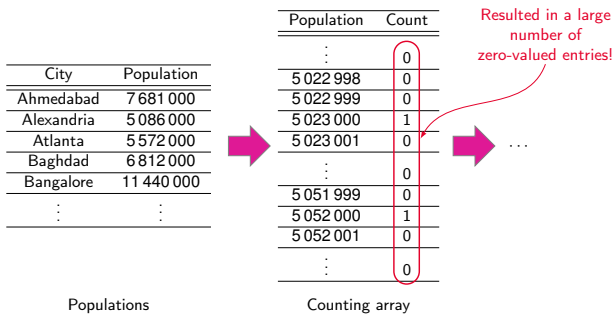 City Population
Ahmedabad 7 681 000
Alexandria 5 086 000
Atlanta 5 572 000
Baghdad 6 812 000
Bangalore 11 440 000
⋮ ⋮
Populations
Population Count
⋮ 0
5 022 998 0
5 022 999 0
5 023 000 1
5 023 001 0
⋮ 0
5 051 999 0
5 052 000 1
5 052 001 0
⋮ 0
Counting array
Resulted in a large
number of
zero-valued entries!
···